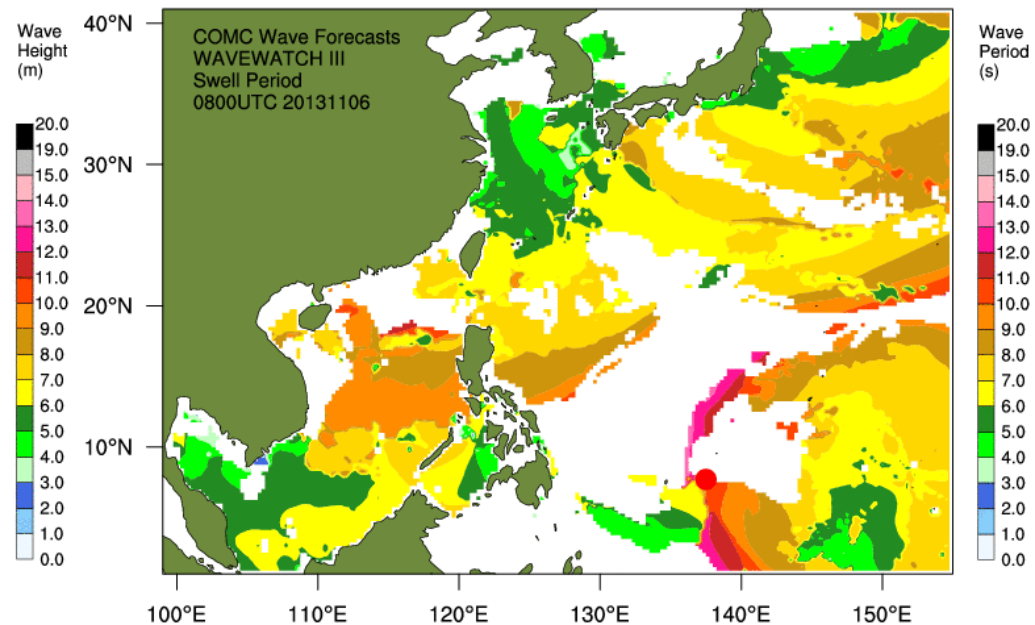 Wave
Height
(m)
20.0
19.0
15.0
14.0
13.0
12.0
11.0
10.0
9.0
8.0
7.0
6.0
5.0
4.0
3.0
2.0
1.0
0.0
40°N
30°N
20°N
10°N
COMC Wave Forecasts
WAVEWATCH III
Swell Period
0800UTC 20131106
100°E
110°E
120°E
130°E
140°E
150°E
Wave
Period
(s)
20.0
19.0
15.0
14.0
13.0
12.0
11.0
10.0
9.0
8.0
7.0
6.0
5.0
4.0
3.0
2.0
1.0
0.0